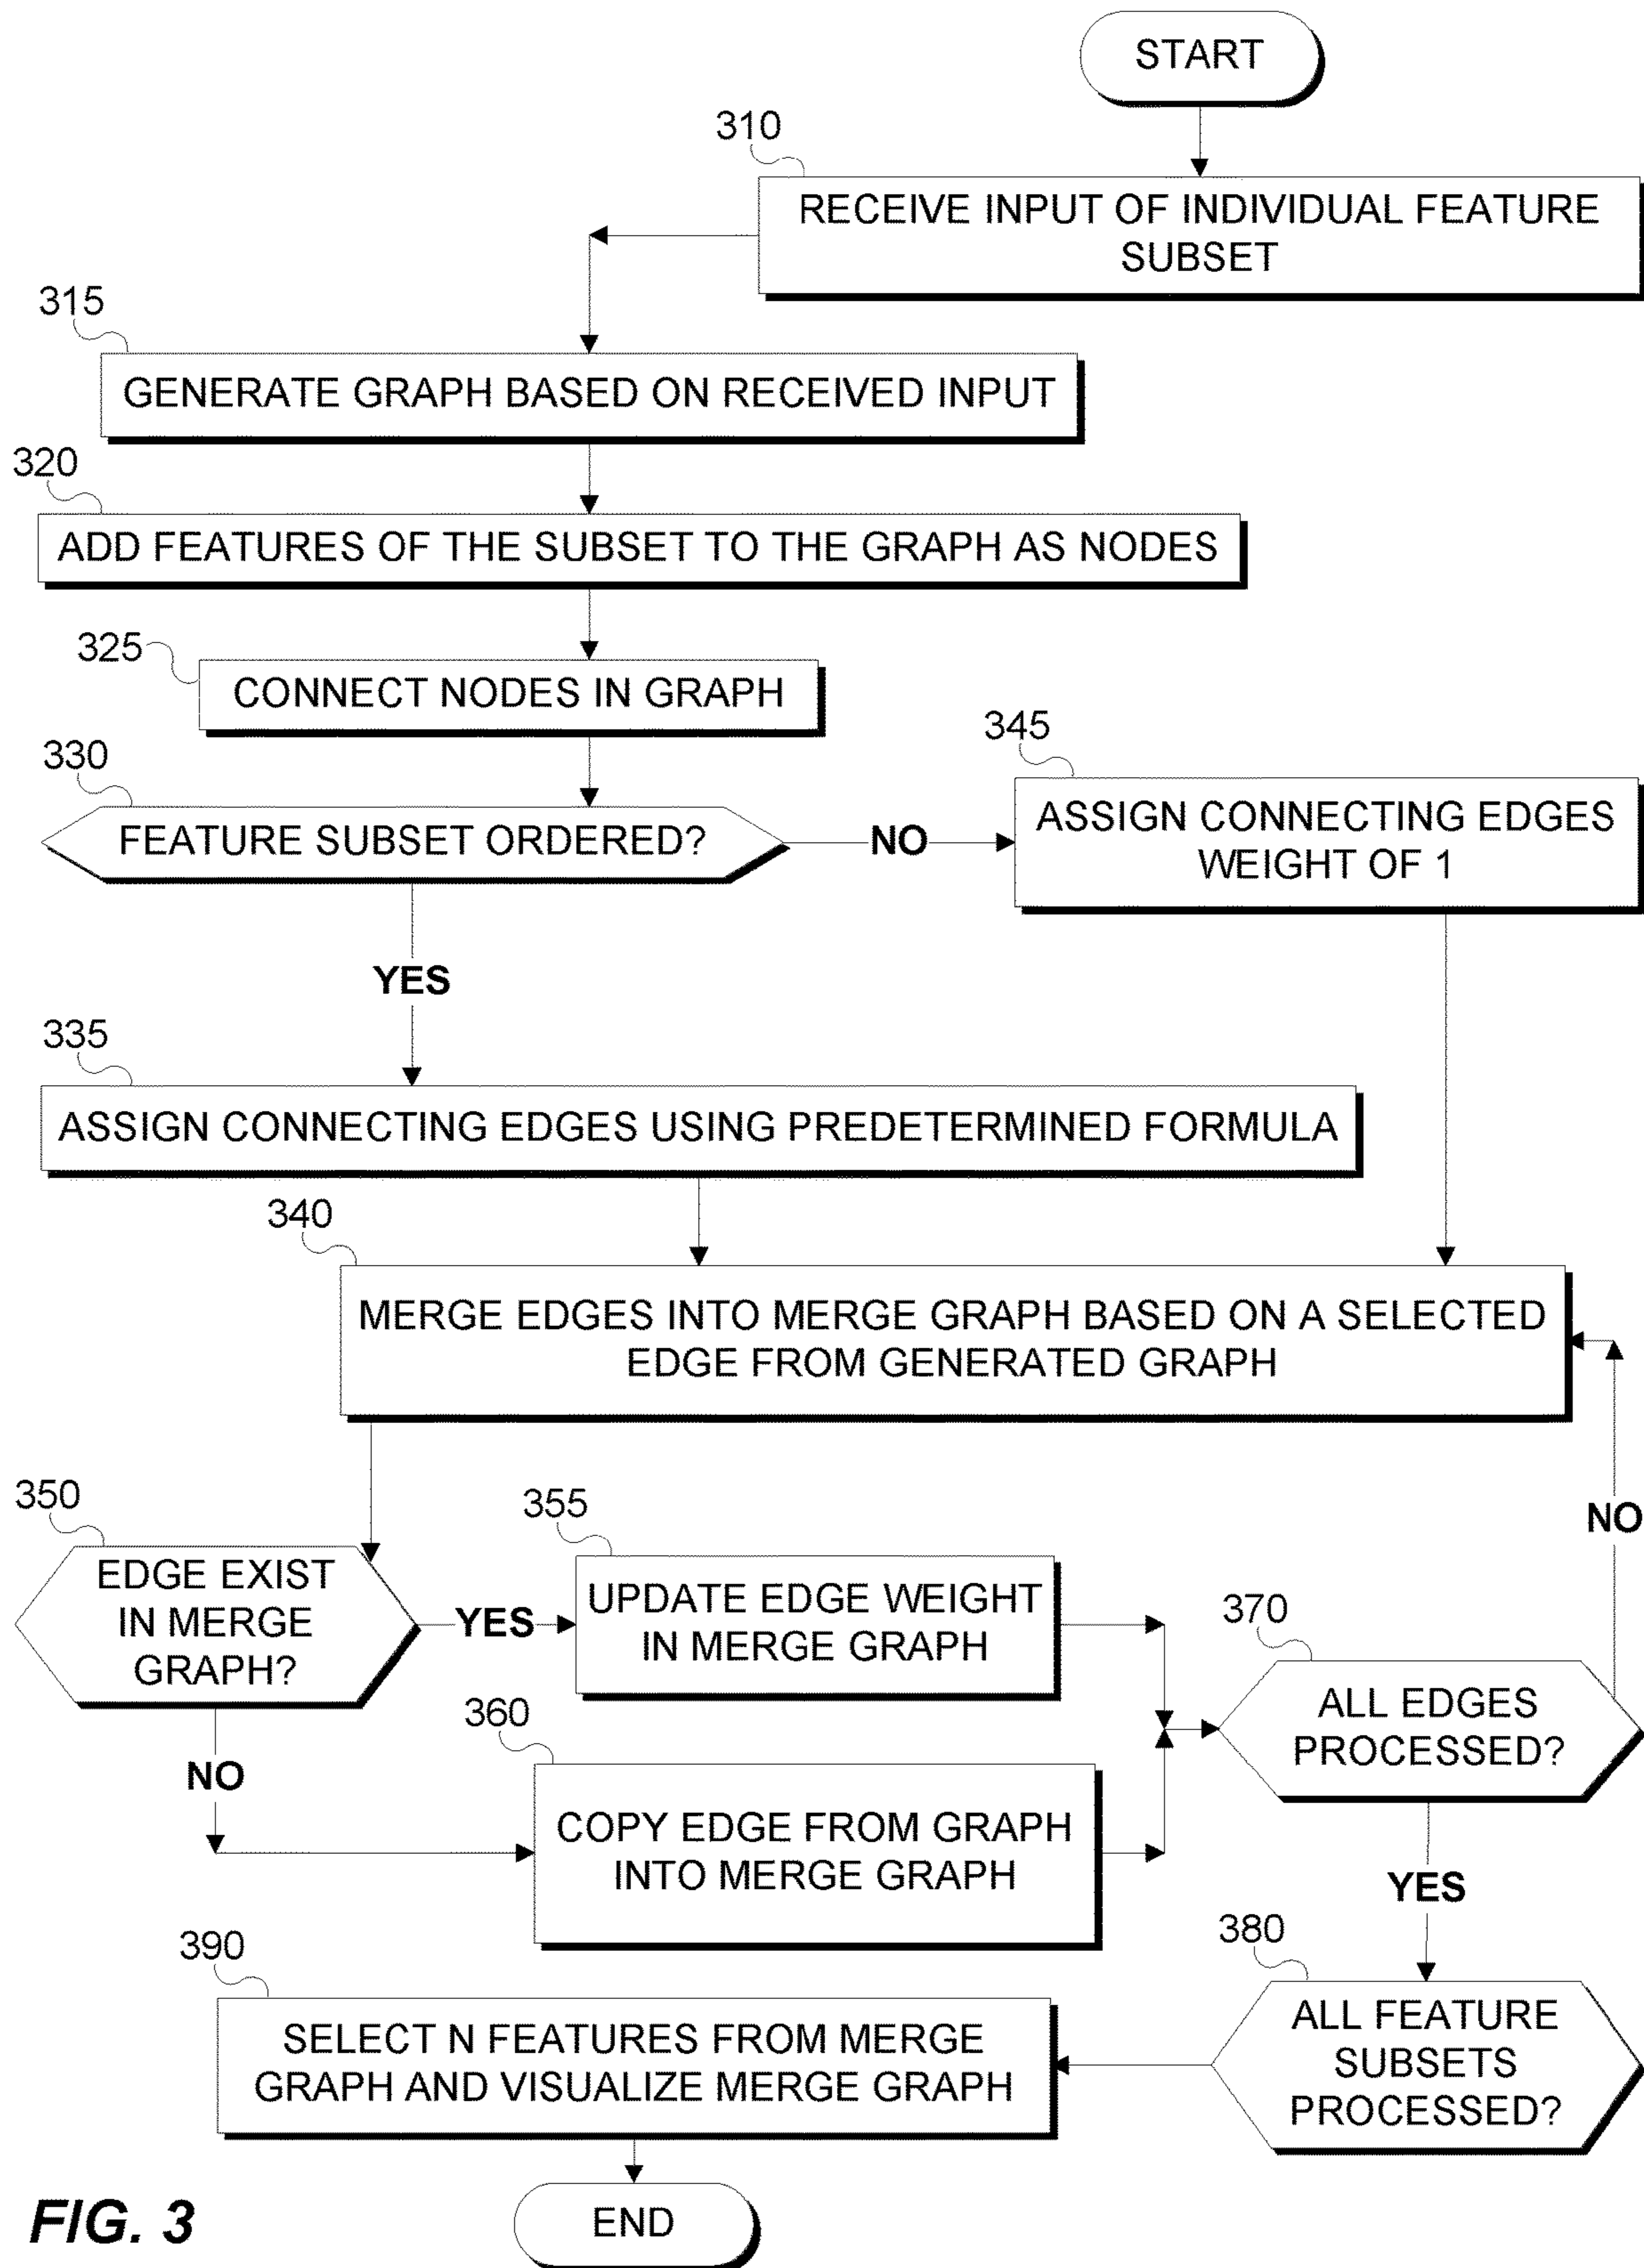 START
310
RECEIVE INPUT OF INDIVIDUAL FEATURE
SUBSET
315
GENERATE GRAPH BASED ON RECEIVED INPUT
320
ADD FEATURES OF THE SUBSET TO THE GRAPH AS NODES
325
CONNECT NODES IN GRAPH
330
FEATURE SUBSET ORDERED?
NO
345
ASSIGN CONNECTING EDGES
WEIGHT OF 1
YES
335
ASSIGN CONNECTING EDGES USING PREDETERMINED FORMULA
340
MERGE EDGES INTO MERGE GRAPH BASED ON A SELECTED
EDGE FROM GENERATED GRAPH
350
EDGE EXIST
IN MERGE
GRAPH?
YES
355
UPDATE EDGE WEIGHT
IN MERGE GRAPH
NO
360
COPY EDGE FROM GRAPH
INTO MERGE GRAPH
370
ALL EDGES
PROCESSED?
NO
YES
380
ALL FEATURE
SUBSETS
PROCESSED?
390
SELECT N FEATURES FROM MERGE
GRAPH AND VISUALIZE MERGE GRAPH
END
FIG. 3